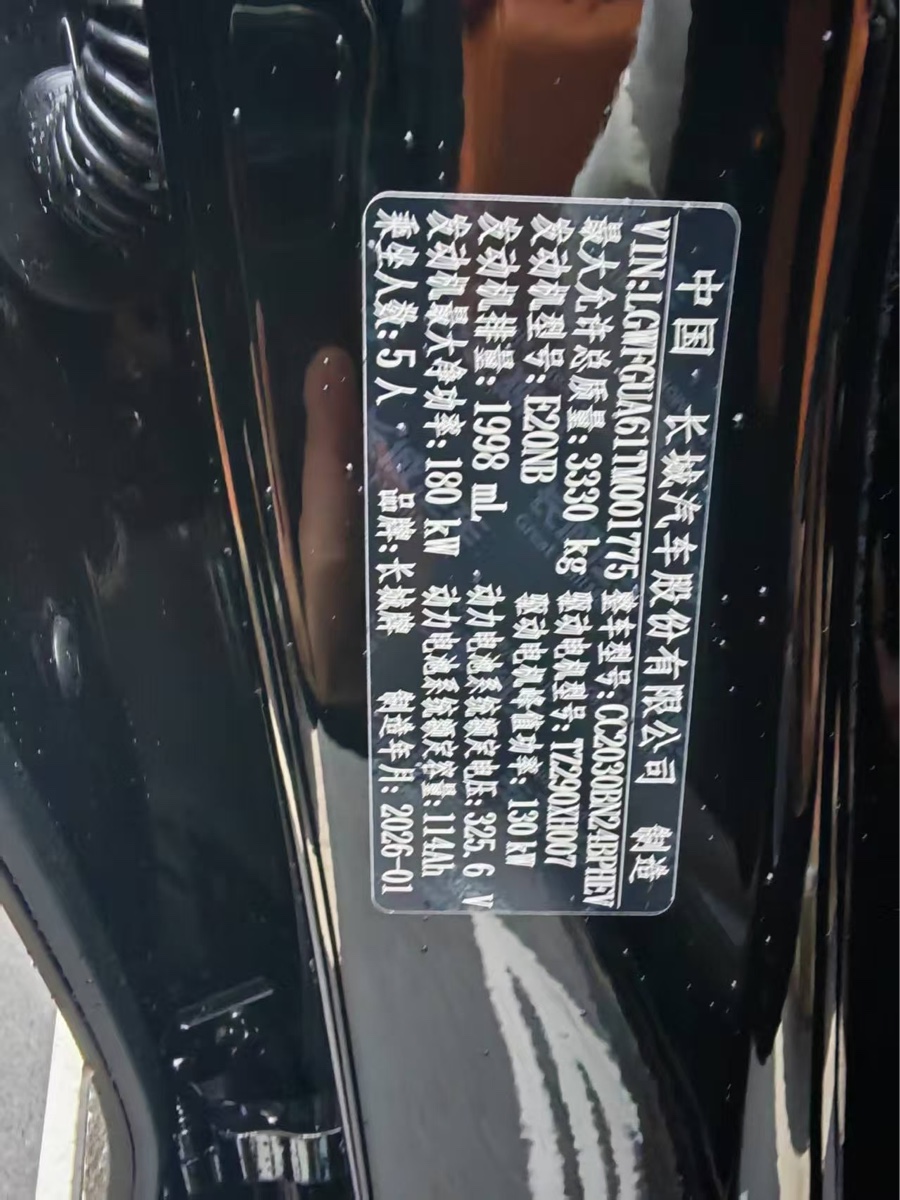 中国 长城汽车股份有限公司 制造
VIN:LGWFGUA617M001775 整车型号:CC2030BN24BPHEV
最大允许总质量:3330 kg 驱动电机型号:TZ290XH007
发动机型号:E20NB 驱动电机峰值功率:130 kW
发动机排量:1998 mL 动力电池系统额定电压:325.6 V
发动机最大净功率:180 kW 动力电池系统额定容量:114Ah
乘坐人数:5人 品牌:长城牌 制造年月:2026-01